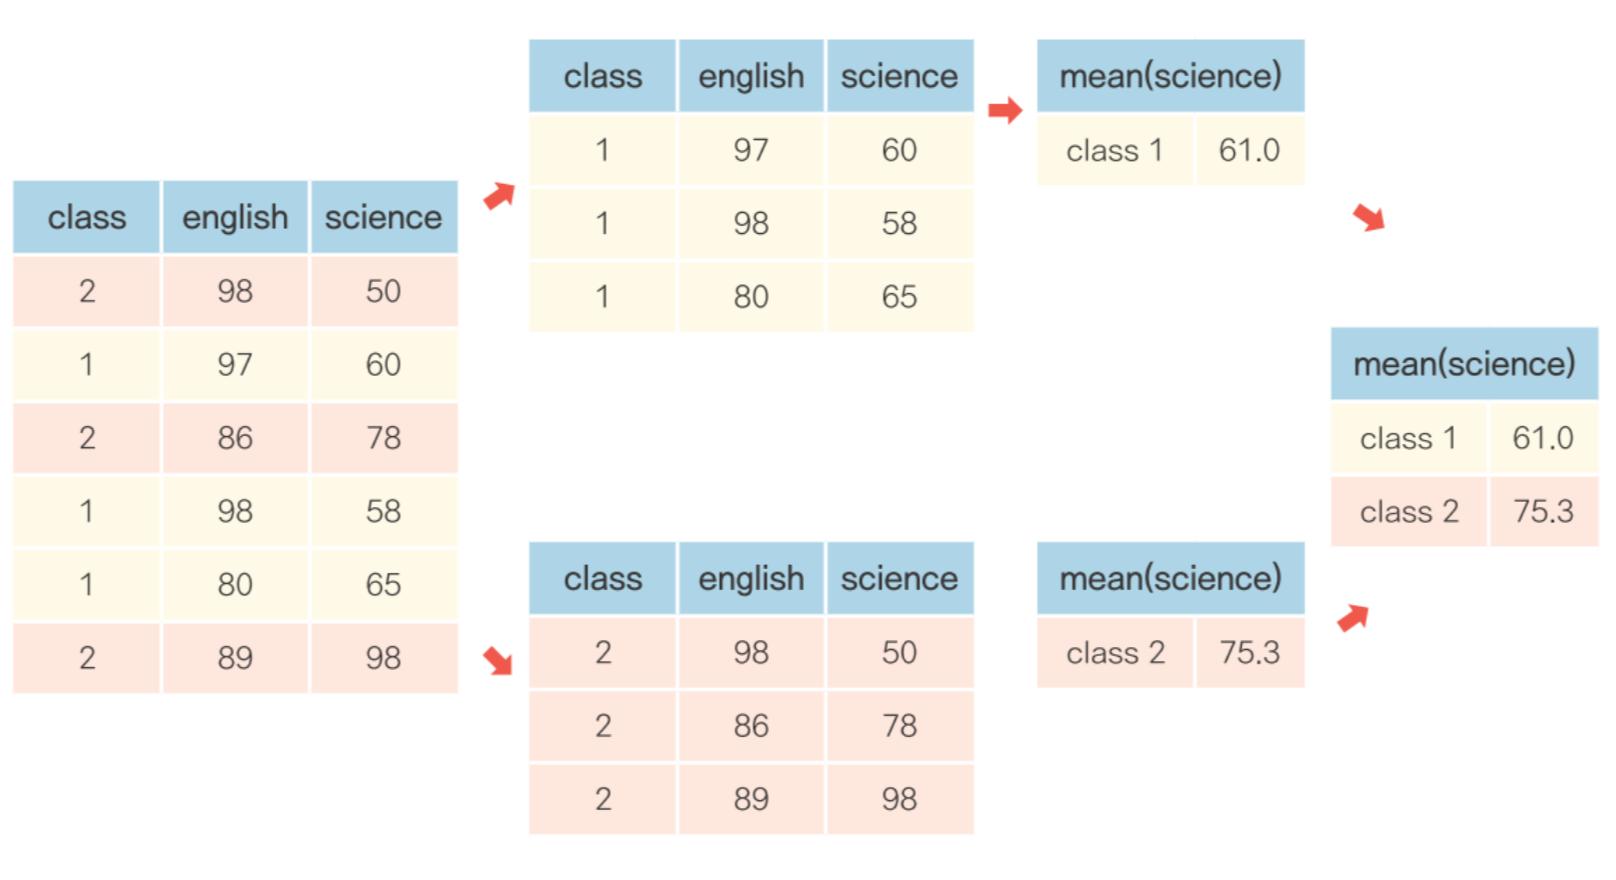 class english science
2 98 50
1 97 60
2 86 78
1 98 58
1 80 65
2 89 98
class english science
1 97 60
1 98 58
1 80 65
mean(science)
class 1 61.0
class english science
2 98 50
2 86 78
2 89 98
mean(science)
class 2 75.3
mean(science)
class 1 61.0
class 2 75.3